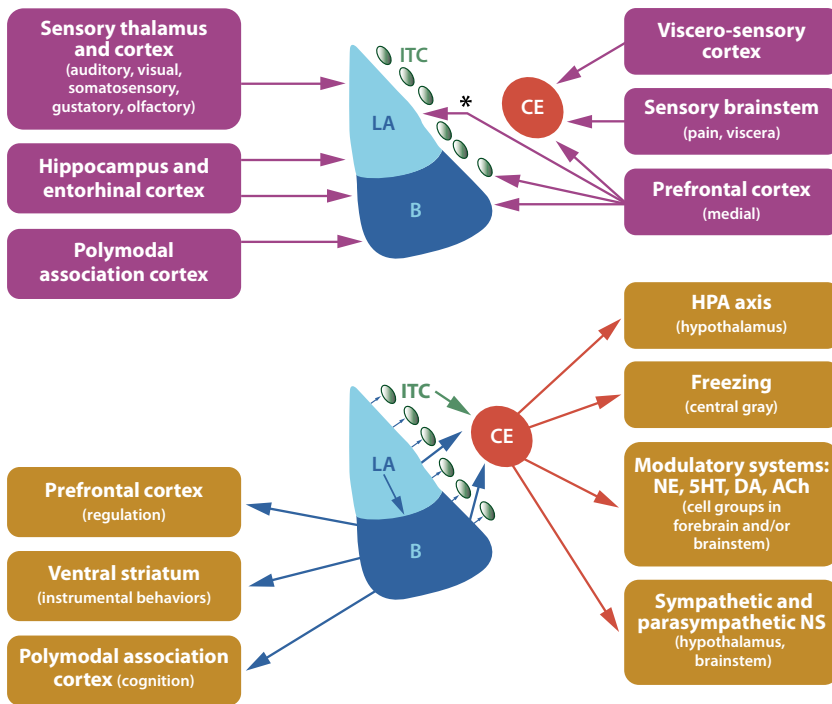 Sensory thalamus
and cortex
(auditory, visual,
somatosensory,
gustatory, olfactory)
Hippocampus and
entorhinal cortex
Polymodal
association cortex
ITC
LA
B
*
CE
Viscero-sensory
cortex
Sensory brainstem
(pain, viscera)
Prefrontal cortex
(medial)
ITC
LA
B
CE
Prefrontal cortex
(regulation)
Ventral striatum
(instrumental behaviors)
Polymodal association
cortex (cognition)
HPA axis
(hypothalamus)
Freezing
(central gray)
Modulatory systems:
NE, 5HT, DA, ACh
(cell groups in
forebrain and/or
brainstem)
Sympathetic and
parasympathetic NS
(hypothalamus,
brainstem)